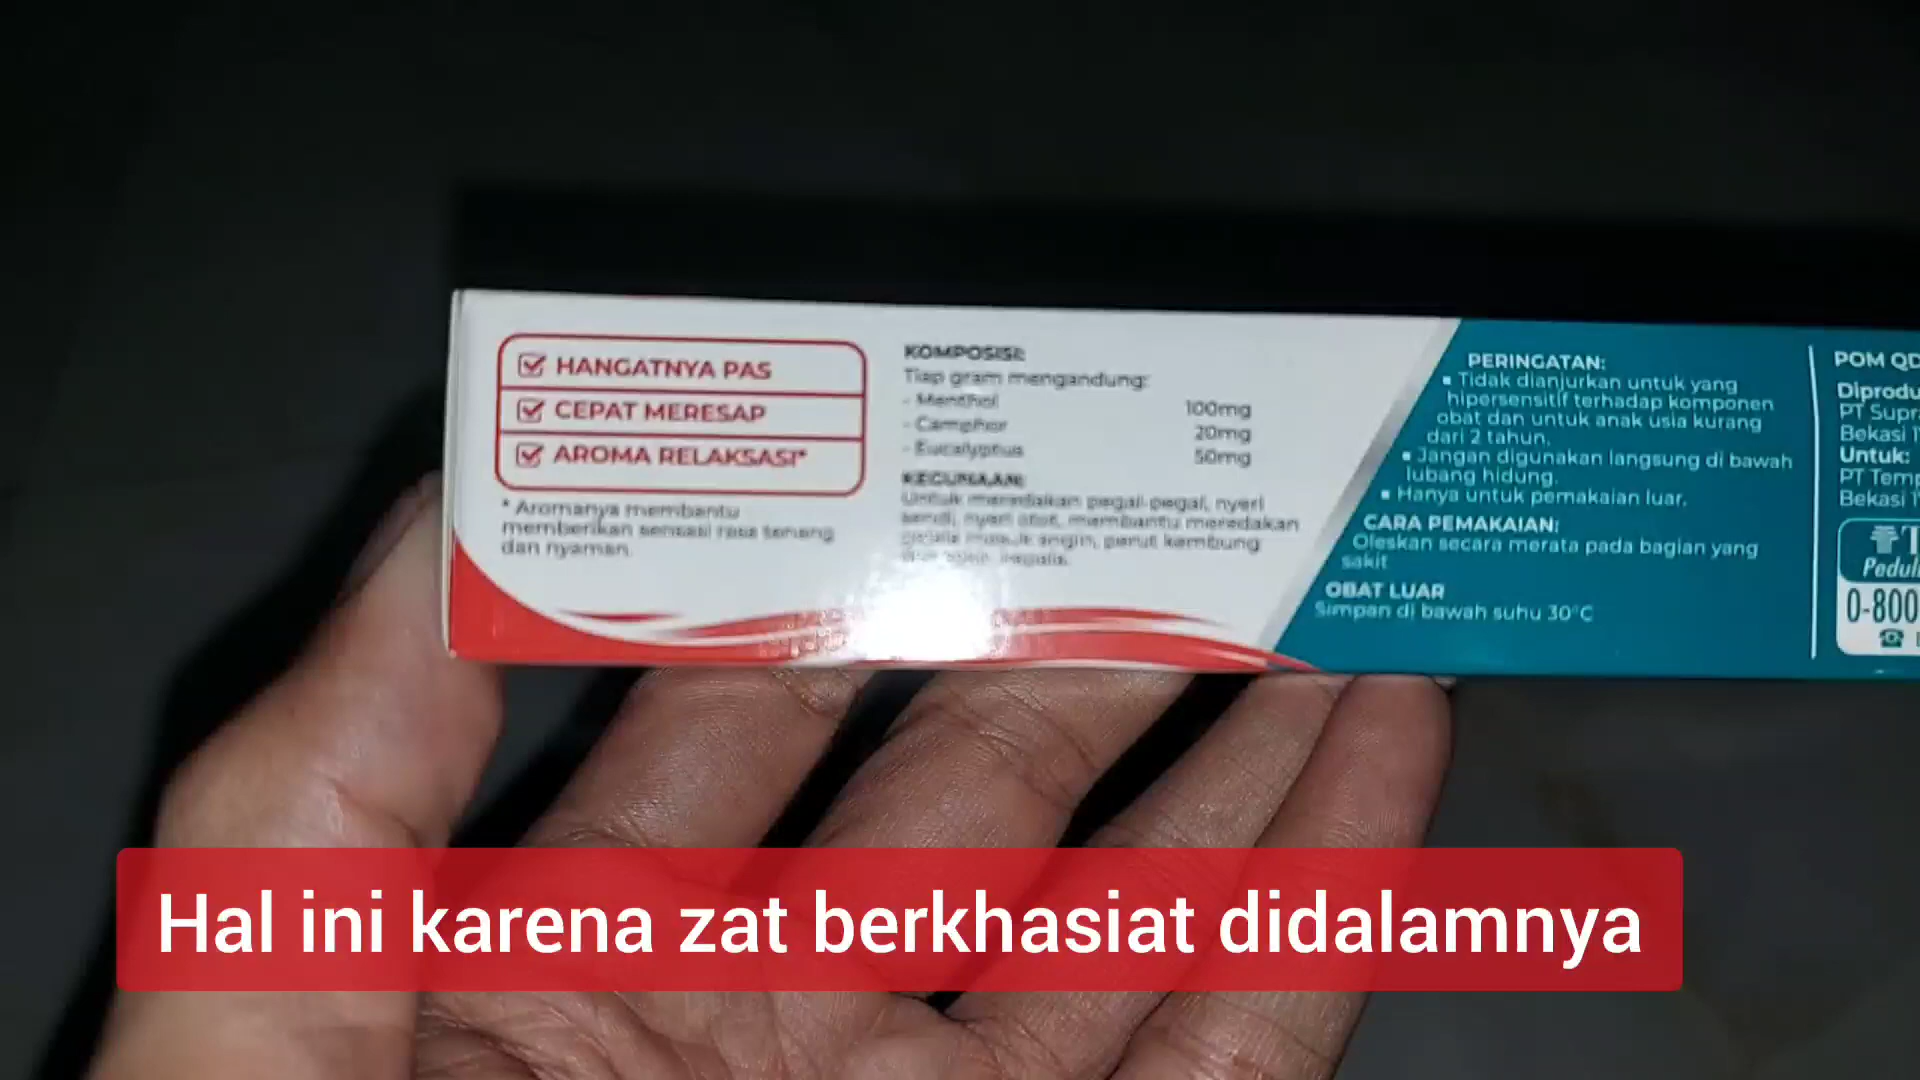 HANGATNYA PAS
CEPAT MERESAP
AROMA RELAKSASI*
* Aromanya membantu
memberikan sensasi rasa tenang
dan nyaman.
KOMPOSISI:
Tiap gram mengandung:
- Menthol 100mg
- Camphor 20mg
- Eucalyptus 50mg
KEGUNAAN:
Untuk meredakan pegal-pegal, nyeri
sendi, nyeri otot, membantu meredakan
gejala masuk angin, perut kembung
kepala.
PERINGATAN:
▪ Tidak dianjurkan untuk yang
hipersensitif terhadap komponen
obat dan untuk anak usia kurang
dari 2 tahun.
▪ Jangan digunakan langsung di bawah
lubang hidung.
▪ Hanya untuk pemakaian luar.
CARA PEMAKAIAN:
Oleskan secara merata pada bagian yang
sakit
OBAT LUAR
Simpan di bawah suhu 30°C
POM QD
Diprodu
PT Supr
Bekasi 1
Untuk:
PT Temp
Bekasi 1
T
Peduli
0-800
Hal ini karena zat berkhasiat didalamnya